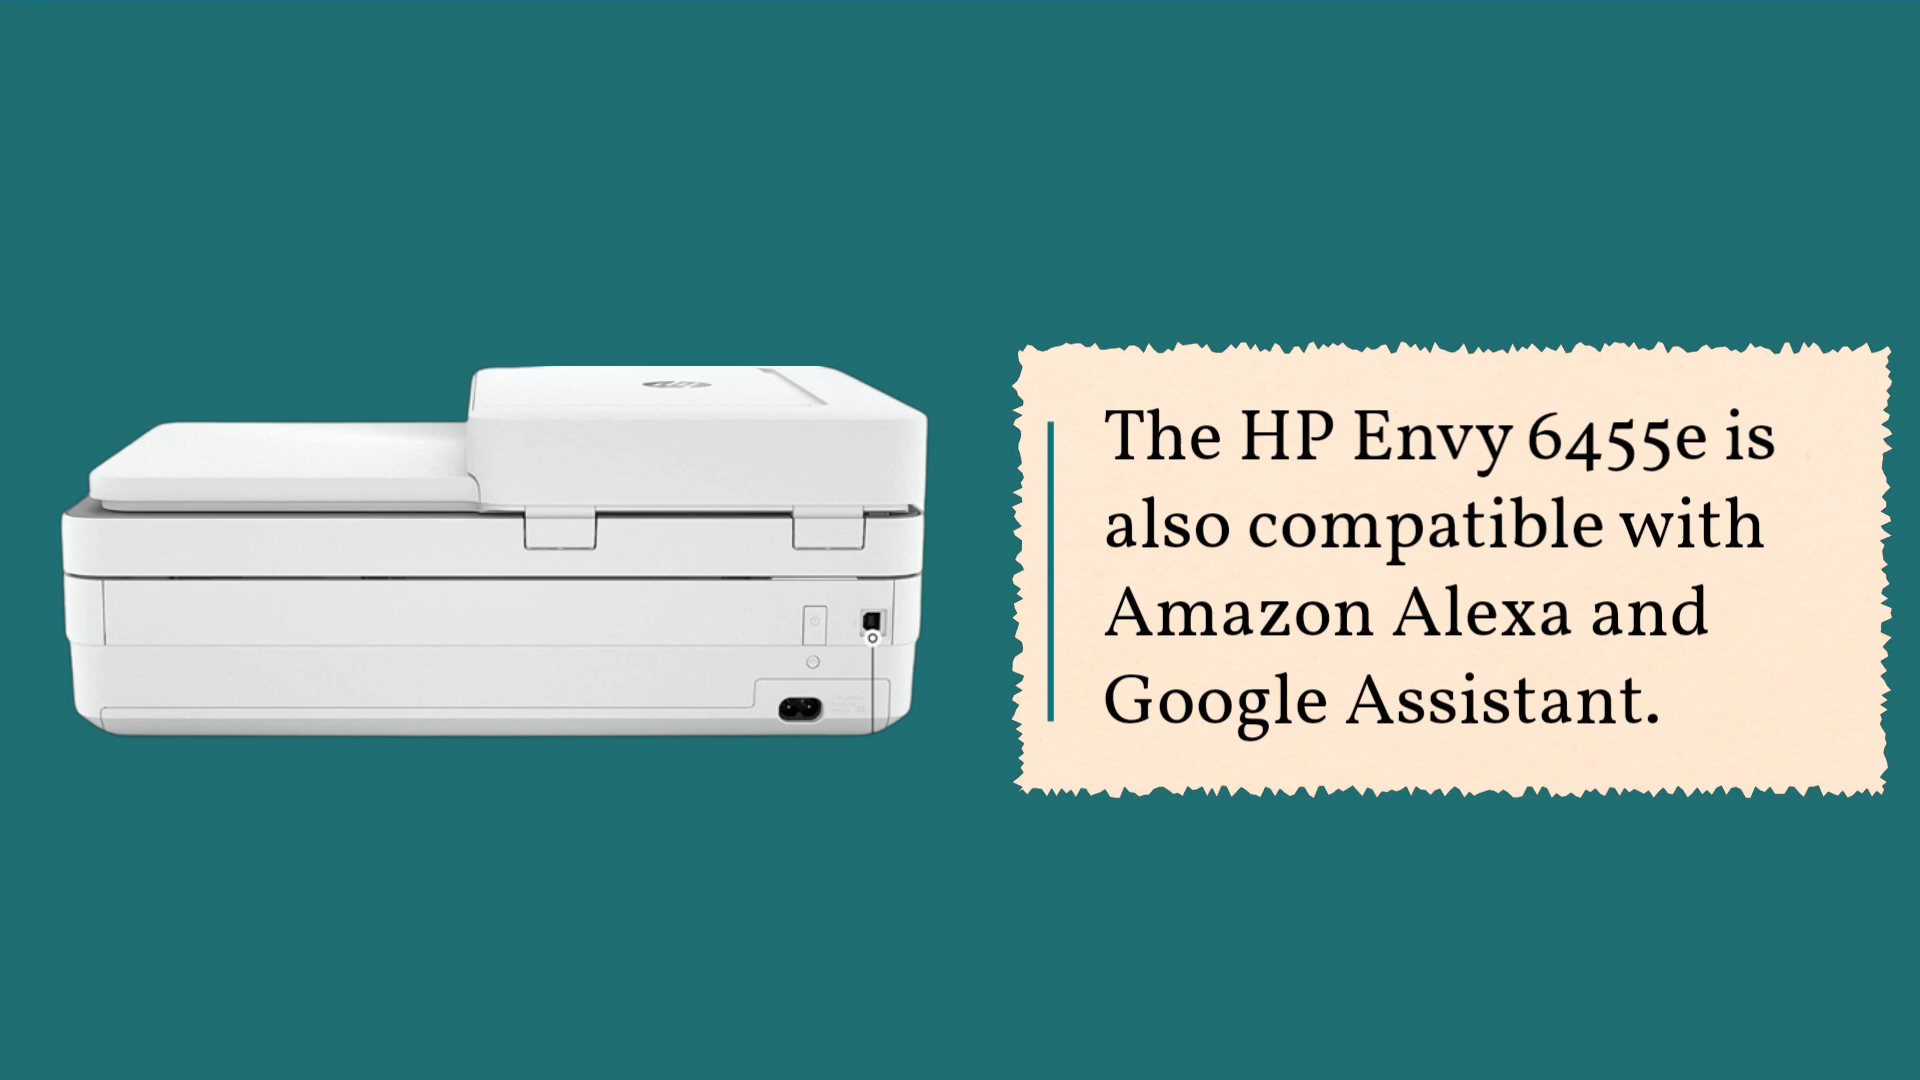 The HP Envy 6455e is
also compatible with
Amazon Alexa and
Google Assistant.